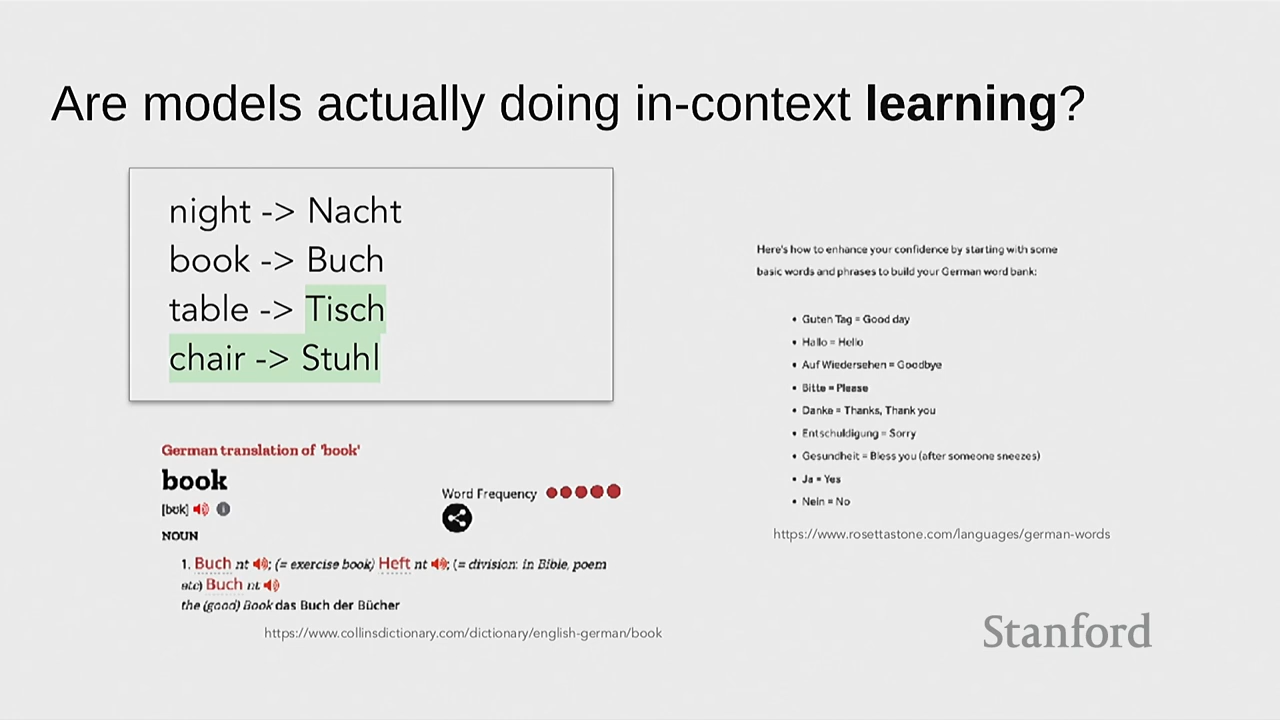 Are models actually doing in-context learning?
night -> Nacht
book -> Buch
table -> Tisch
chair -> Stuhl
German translation of 'book'
book
[bʊk]
NOUN
Word Frequency
1. Buch nt; (= exercise book) Heft nt; (= division: in Bible, poem
etc) Buch nt
the (good) Book das Buch der Bücher
https://www.collinsdictionary.com/dictionary/english-german/book
Here's how to enhance your confidence by starting with some
basic words and phrases to build your German word bank:
• Guten Tag = Good day
• Hallo = Hello
• Auf Wiedersehen = Goodbye
• Bitte = Please
• Danke = Thanks, Thank you
• Entschuldigung = Sorry
• Gesundheit = Bless you (after someone sneezes)
• Ja = Yes
• Nein = No
https://www.rosettastone.com/languages/german-words
Stanford